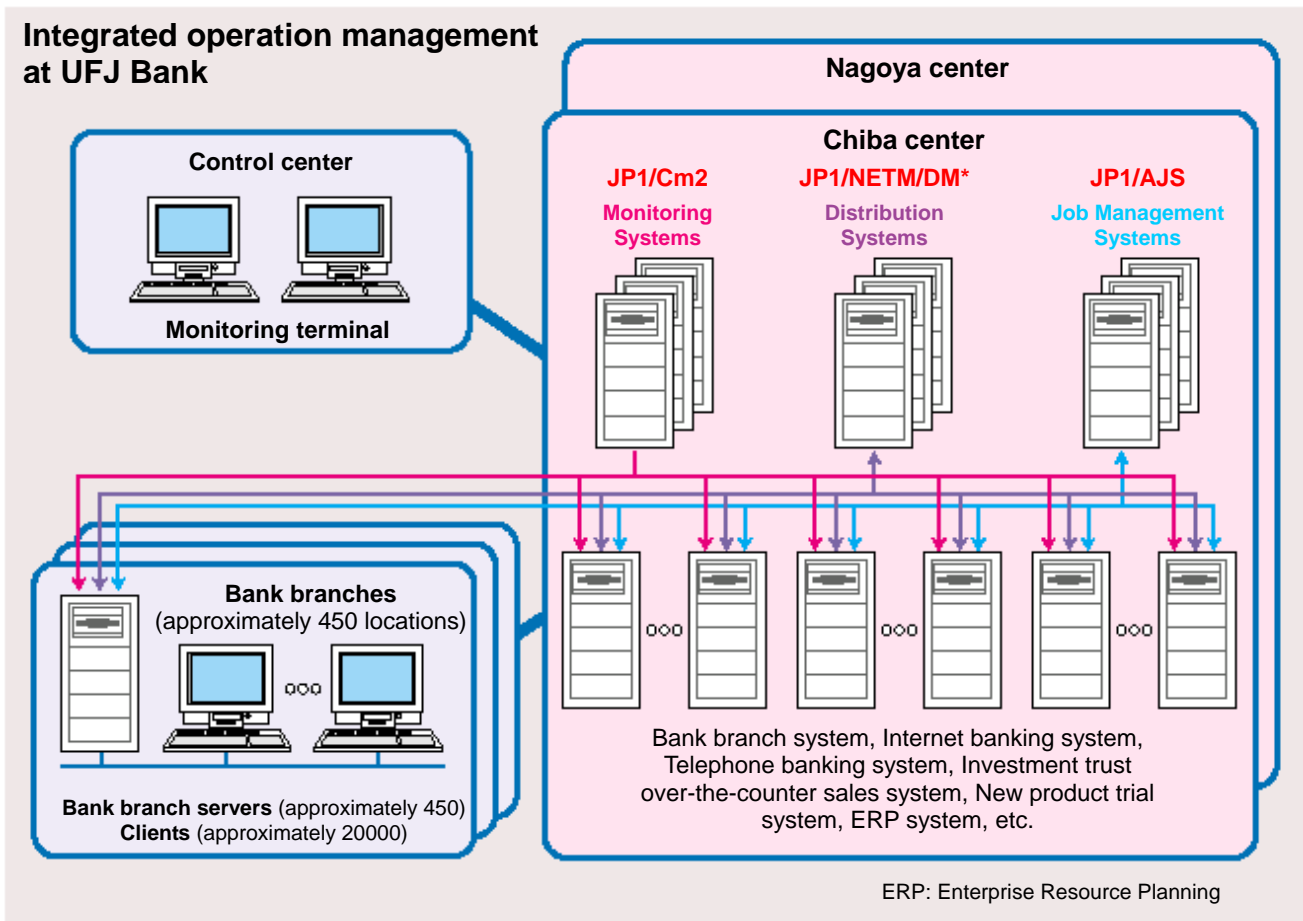 Integrated operation management
at UFJ Bank
Nagoya center
Chiba center
Control center
Monitoring terminal
JP1/Cm2
Monitoring
Systems
JP1/NETM/DM*
Distribution
Systems
JP1/AJS
Job Management
Systems
Bank branches
(approximately 450 locations)
Bank branch servers (approximately 450)
Clients (approximately 20000)
Bank branch system, Internet banking system,
Telephone banking system, Investment trust
over-the-counter sales system, New product trial
system, ERP system, etc.
ERP: Enterprise Resource Planning